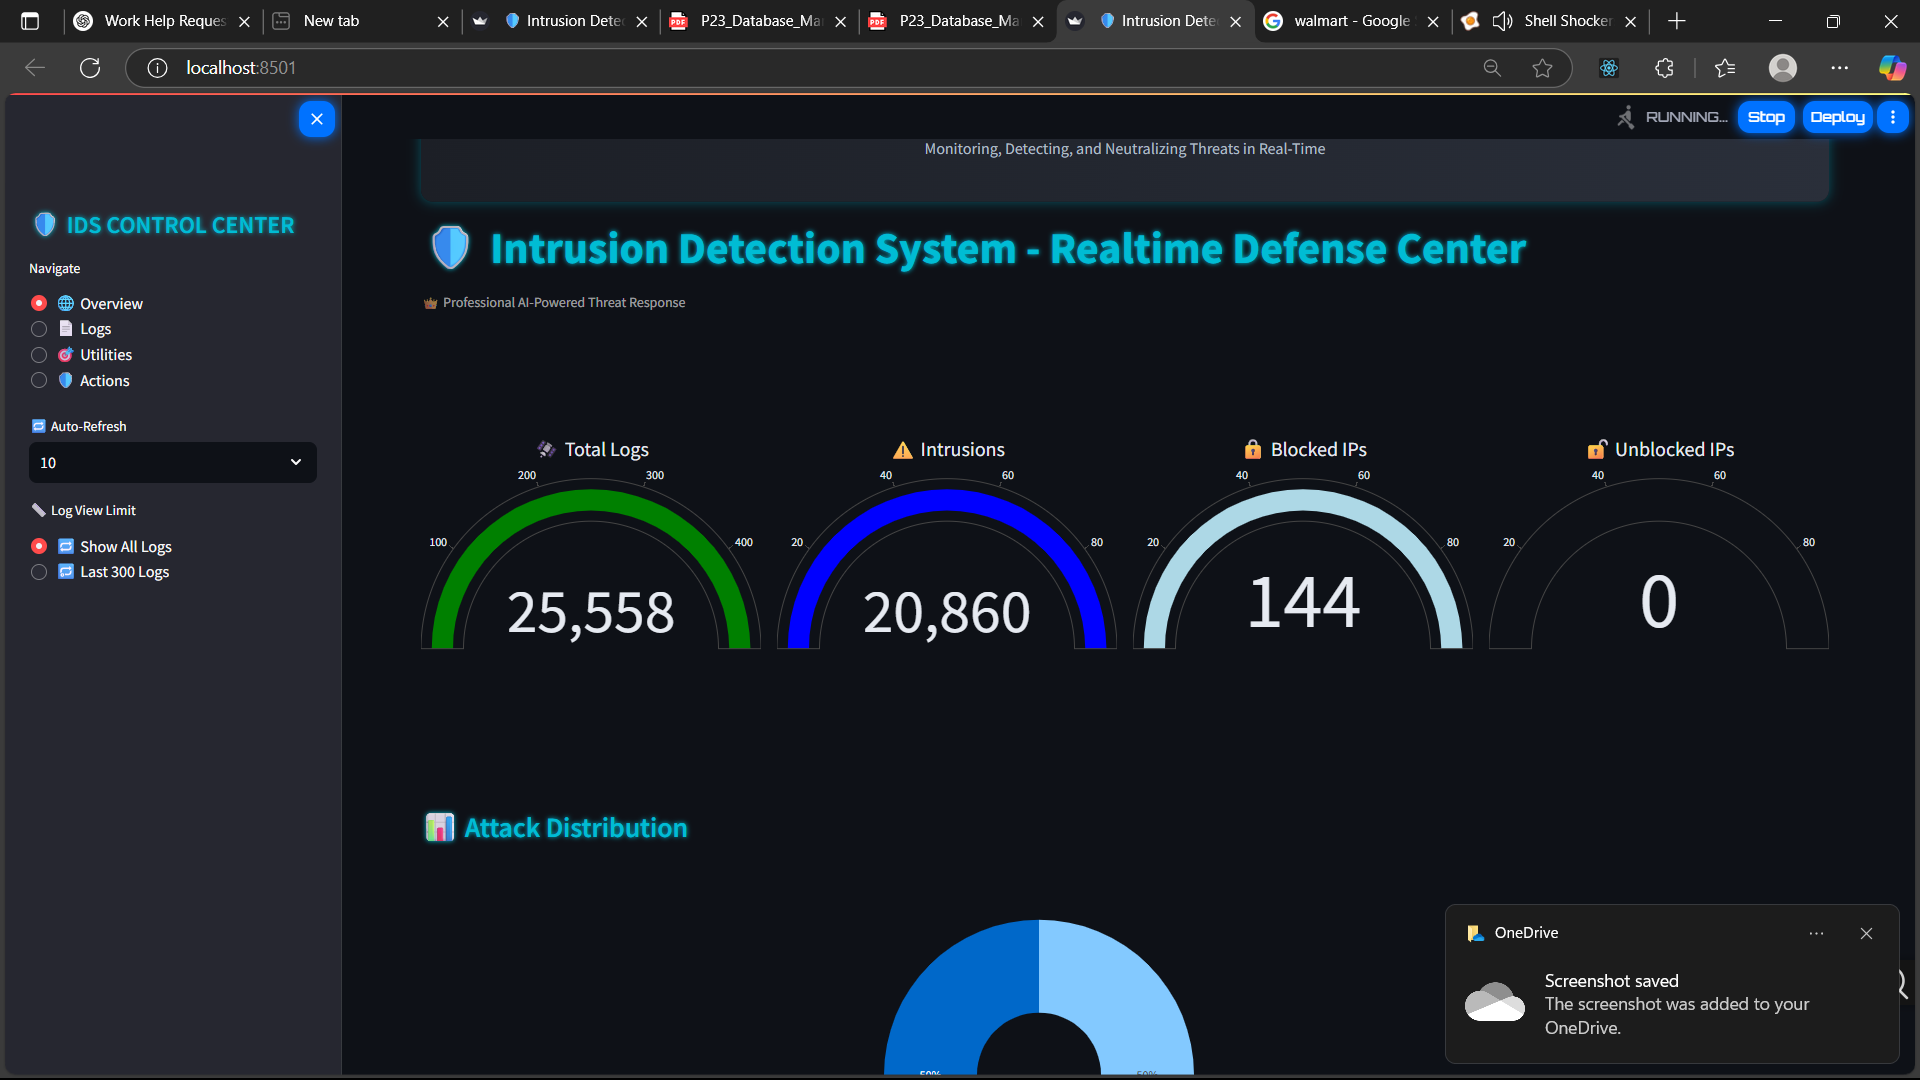 Work Help Reques
New tab
Intrusion Dete
P23_Database_Ma
P23_Database_Ma
Intrusion Dete
walmart - Google
Shell Shocker
localhost:8501
RUNNING...
Stop
Deploy
Monitoring, Detecting, and Neutralizing Threats in Real-Time
IDS CONTROL CENTER
Navigate
Overview
Logs
Utilities
Actions
Auto-Refresh
10
Log View Limit
Show All Logs
Last 300 Logs
Intrusion Detection System - Realtime Defense Center
Professional AI-Powered Threat Response
Total Logs
100
200
300
400
25,558
Intrusions
20
40
60
80
20,860
Blocked IPs
20
40
60
80
144
Unblocked IPs
20
40
60
80
0
Attack Distribution
50%
50%
OneDrive
Screenshot saved
The screenshot was added to your
OneDrive.